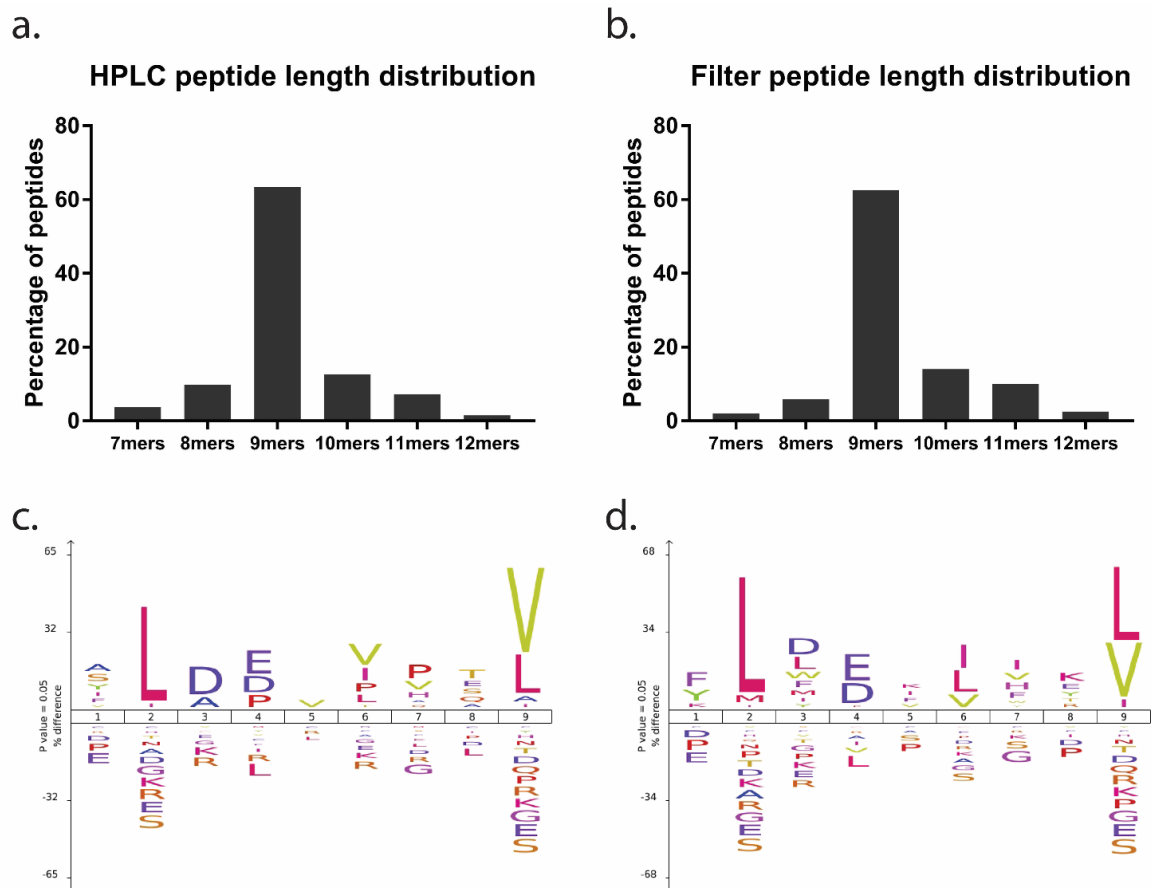 a.
HPLC peptide length distribution
Percentage of peptides
80
60
40
20
0
7mers 8mers 9mers 10mers 11mers 12mers
b.
Filter peptide length distribution
Percentage of peptides
80
60
40
20
0
7mers 8mers 9mers 10mers 11mers 12mers
c.
65
32
P value = 0.05
% difference
-32
-65
A S Y
L
D A
E D P
V
V I P L
P V H
T E S Q
V L A
1 2 3 4 5 6 7 8 9
D P E
N A D G K R E S
E G K R
R L
L
G E K R
L D R G
P D L
N T D Q P R K G E S
d.
68
34
P value = 0.05
% difference
-34
-68
F Y K
L M
D L W F M
E D
I L V
I V H F
K E
L V I
1 2 3 4 5 6 7 8 9
D P E
N P T D K A R G E S
T G P K E R
I V L
S P
R K A G S
K S G
D P
N T D Q R K P G E S